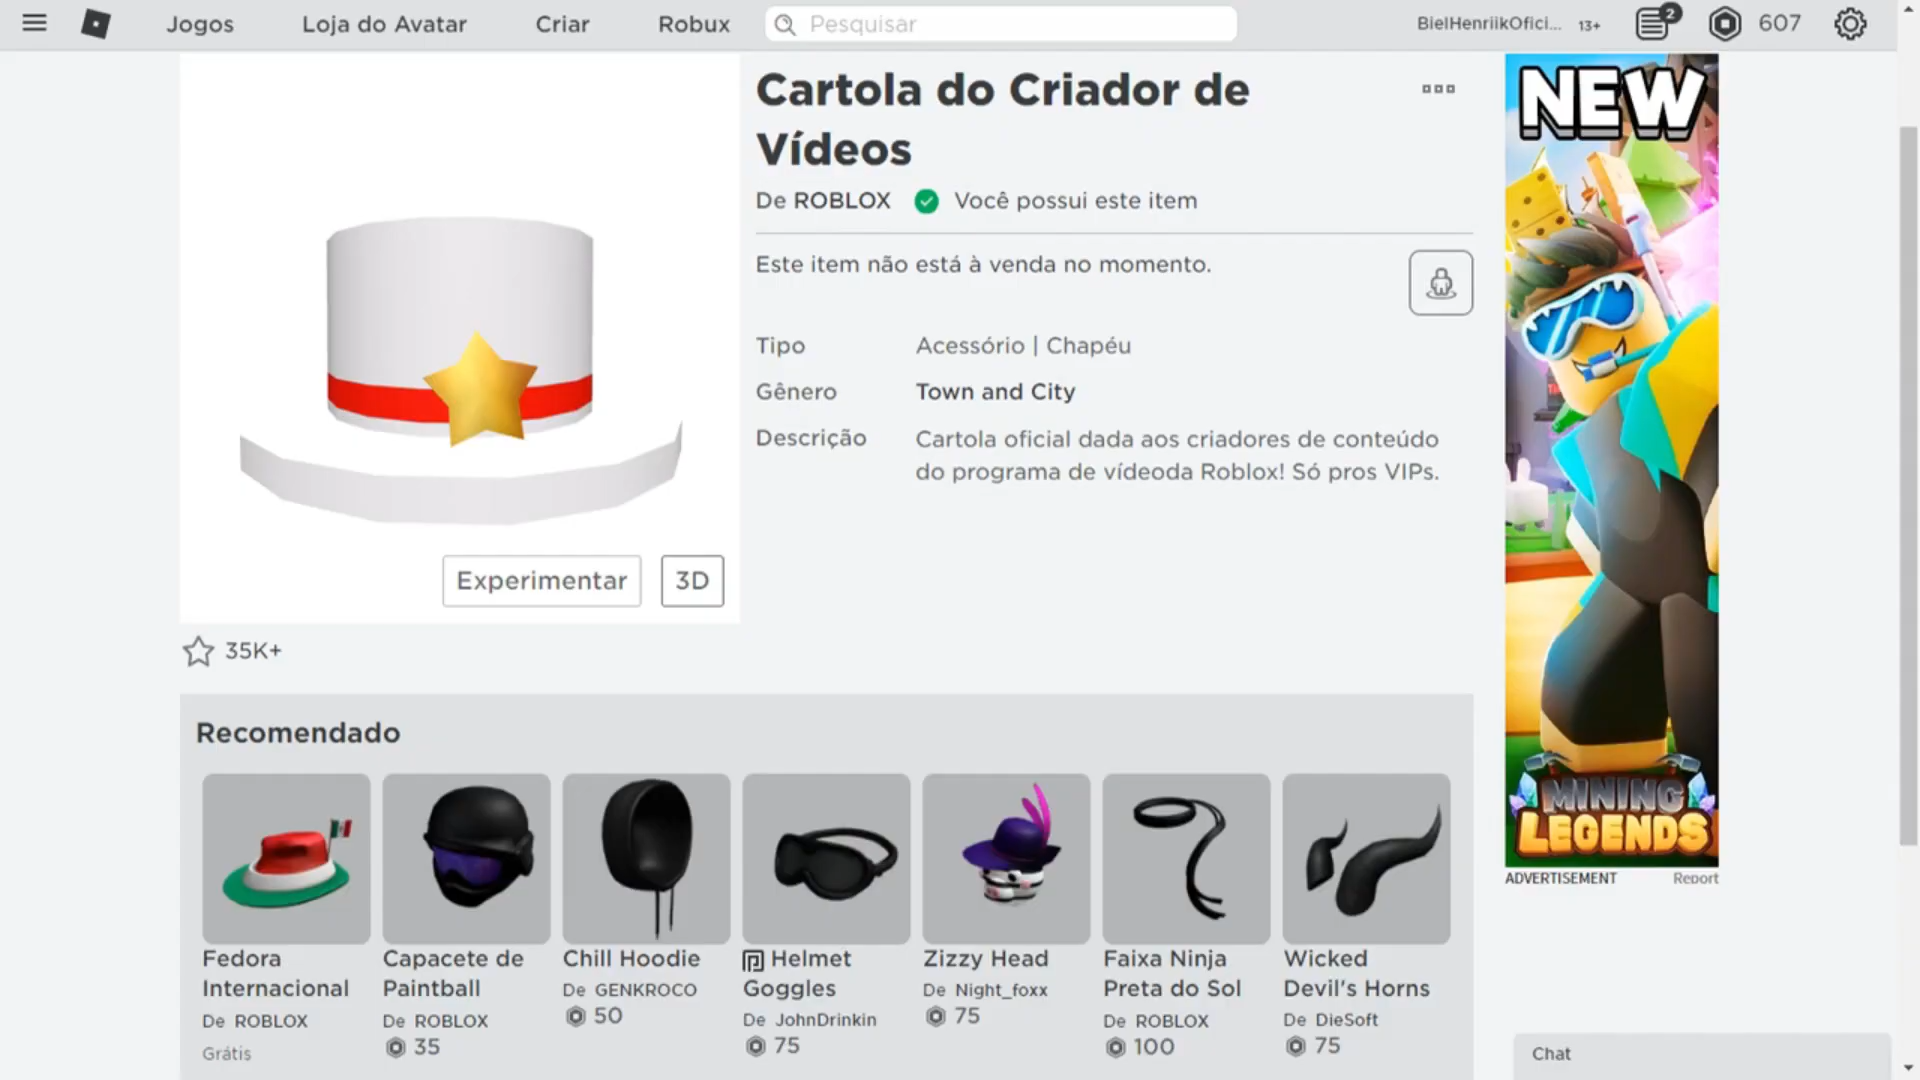 Jogos
Loja do Avatar
Criar
Robux
Pesquisar
BielHenriikOfici...
13+
2
607
Cartola do Criador de
Vídeos
De ROBLOX
Você possui este item
Este item não está à venda no momento.
Tipo
Acessório | Chapéu
Gênero
Town and City
Descrição
Cartola oficial dada aos criadores de conteúdo
do programa de vídeoda Roblox! Só pros VIPs.
Experimentar
3D
35K+
NEW
MINING
LEGENDS
ADVERTISEMENT
Report
Recomendado
Fedora
Internacional
De ROBLOX
Grátis
Capacete de
Paintball
De ROBLOX
35
Chill Hoodie
De GENKROCO
50
Helmet
Goggles
De JohnDrinkin
75
Zizzy Head
De Night_foxx
75
Faixa Ninja
Preta do Sol
De ROBLOX
100
Wicked
Devil's Horns
De DieSoft
75
Chat